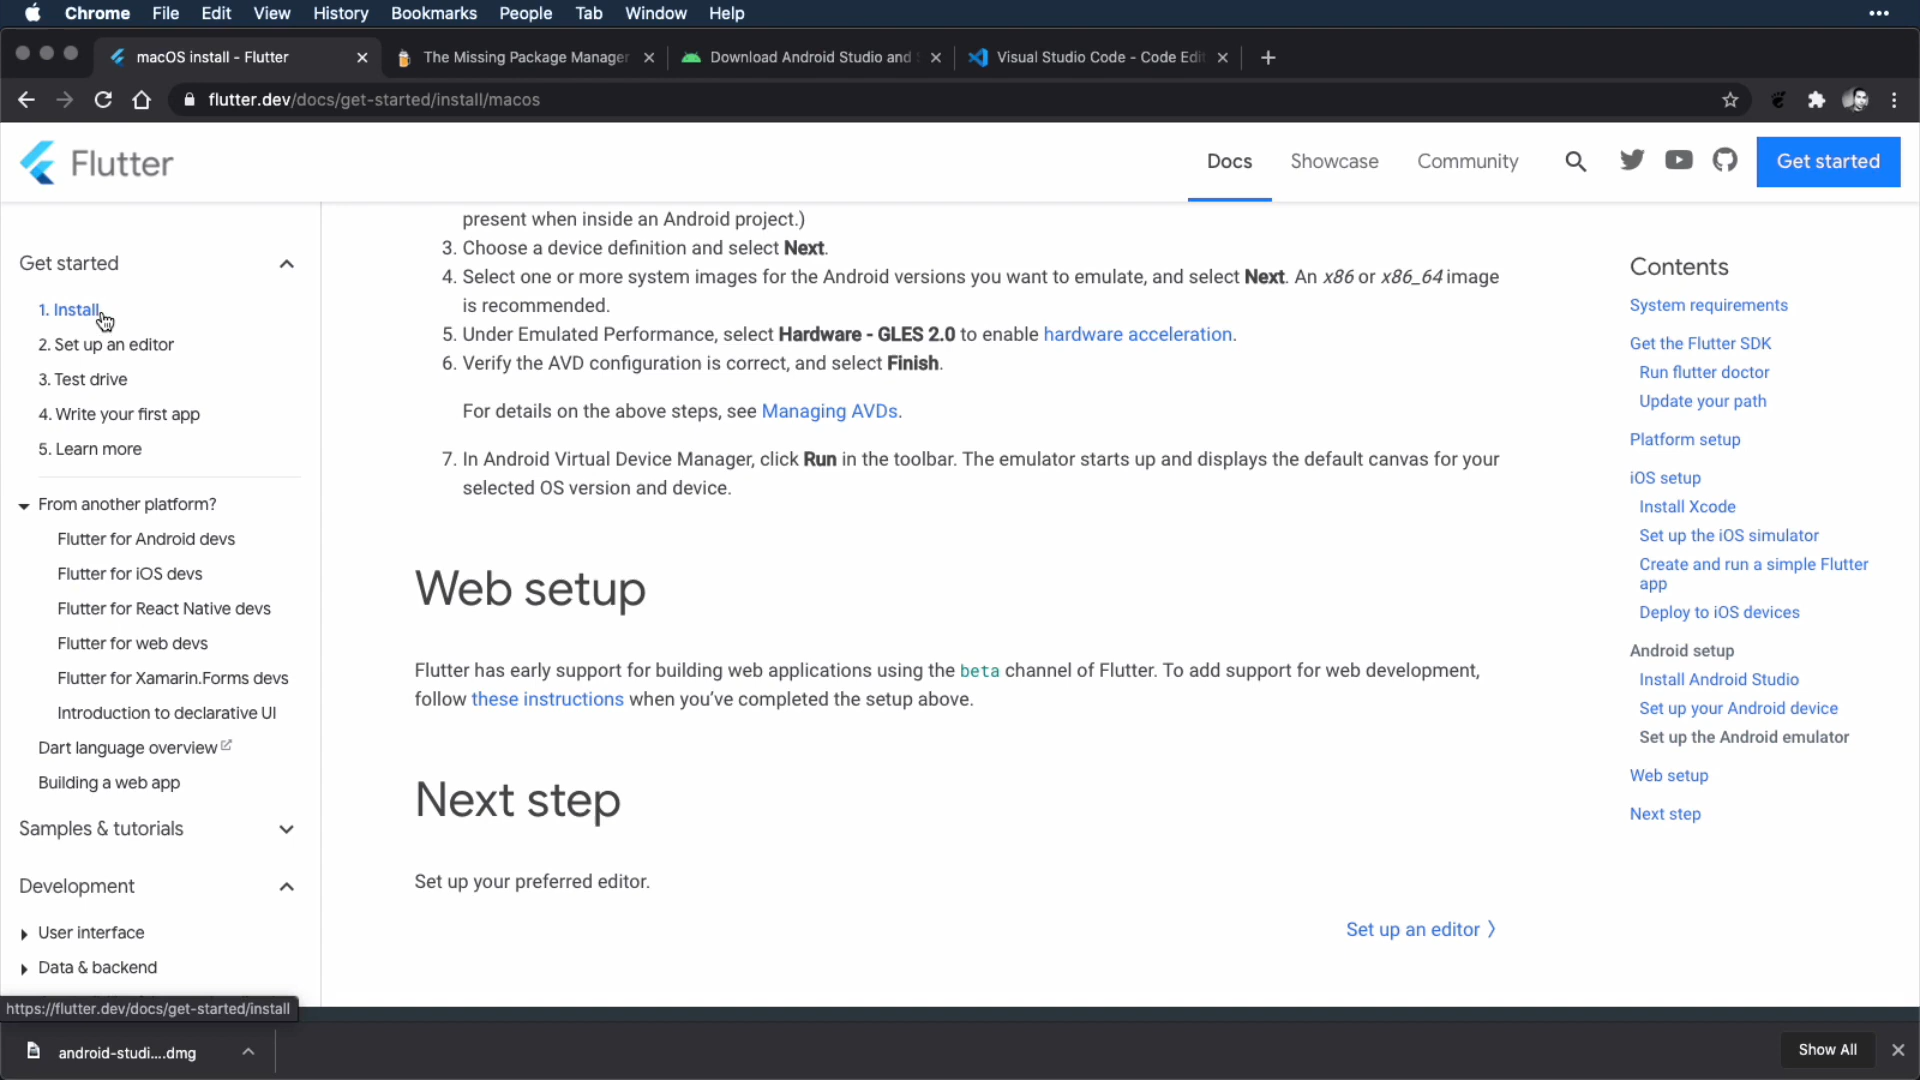 Chrome File Edit View History Bookmarks People Tab Window Help
macOS install - Flutter
The Missing Package Manager
Download Android Studio and
Visual Studio Code - Code Edit
flutter.dev/docs/get-started/install/macos
Flutter
Docs Showcase Community Get started
Get started
1. Install
2. Set up an editor
3. Test drive
4. Write your first app
5. Learn more
From another platform?
Flutter for Android devs
Flutter for iOS devs
Flutter for React Native devs
Flutter for web devs
Flutter for Xamarin.Forms devs
Introduction to declarative UI
Dart language overview
Building a web app
Samples & tutorials
Development
User interface
Data & backend
present when inside an Android project.)
3. Choose a device definition and select Next.
4. Select one or more system images for the Android versions you want to emulate, and select Next. An x86 or x86_64 image
is recommended.
5. Under Emulated Performance, select Hardware - GLES 2.0 to enable hardware acceleration.
6. Verify the AVD configuration is correct, and select Finish.
For details on the above steps, see Managing AVDs.
7. In Android Virtual Device Manager, click Run in the toolbar. The emulator starts up and displays the default canvas for your
selected OS version and device.
Web setup
Flutter has early support for building web applications using the beta channel of Flutter. To add support for web development,
follow these instructions when you've completed the setup above.
Next step
Set up your preferred editor.
Set up an editor 〉
Contents
System requirements
Get the Flutter SDK
Run flutter doctor
Update your path
Platform setup
iOS setup
Install Xcode
Set up the iOS simulator
Create and run a simple Flutter
app
Deploy to iOS devices
Android setup
Install Android Studio
Set up your Android device
Set up the Android emulator
Web setup
Next step
https://flutter.dev/docs/get-started/install
android-studi....dmg
Show All